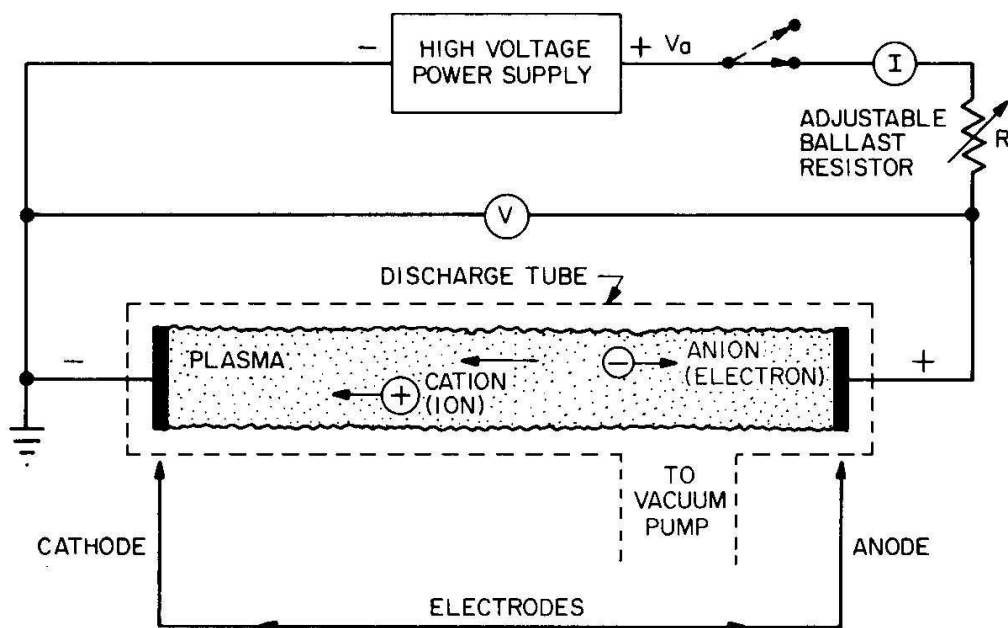 HIGH VOLTAGE
POWER SUPPLY
−
+ Va
I
ADJUSTABLE
BALLAST
RESISTOR
R
V
DISCHARGE TUBE
−
PLASMA
+
CATION
(ION)
−
ANION
(ELECTRON)
+
TO
VACUUM
PUMP
CATHODE
ANODE
ELECTRODES